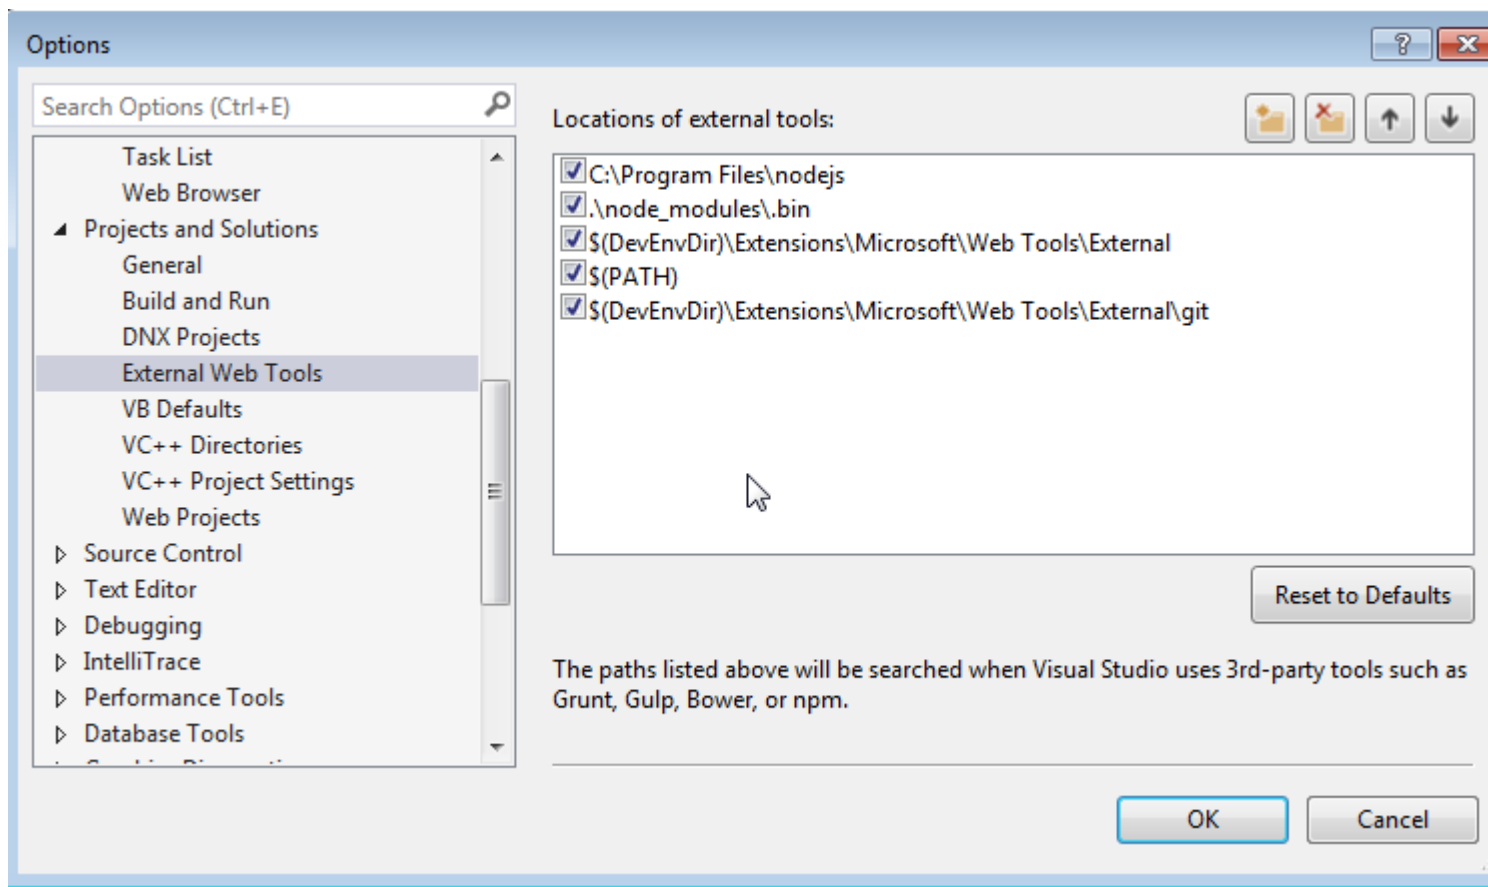 Options
Search Options (Ctrl+E)
Task List
Web Browser
Projects and Solutions
General
Build and Run
DNX Projects
External Web Tools
VB Defaults
VC++ Directories
VC++ Project Settings
Web Projects
Source Control
Text Editor
Debugging
IntelliTrace
Performance Tools
Database Tools
Locations of external tools:
C:\Program Files\nodejs
.\node_modules\.bin
$(DevEnvDir)\Extensions\Microsoft\Web Tools\External
$(PATH)
$(DevEnvDir)\Extensions\Microsoft\Web Tools\External\git
Reset to Defaults
The paths listed above will be searched when Visual Studio uses 3rd-party tools such as
Grunt, Gulp, Bower, or npm.
OK
Cancel